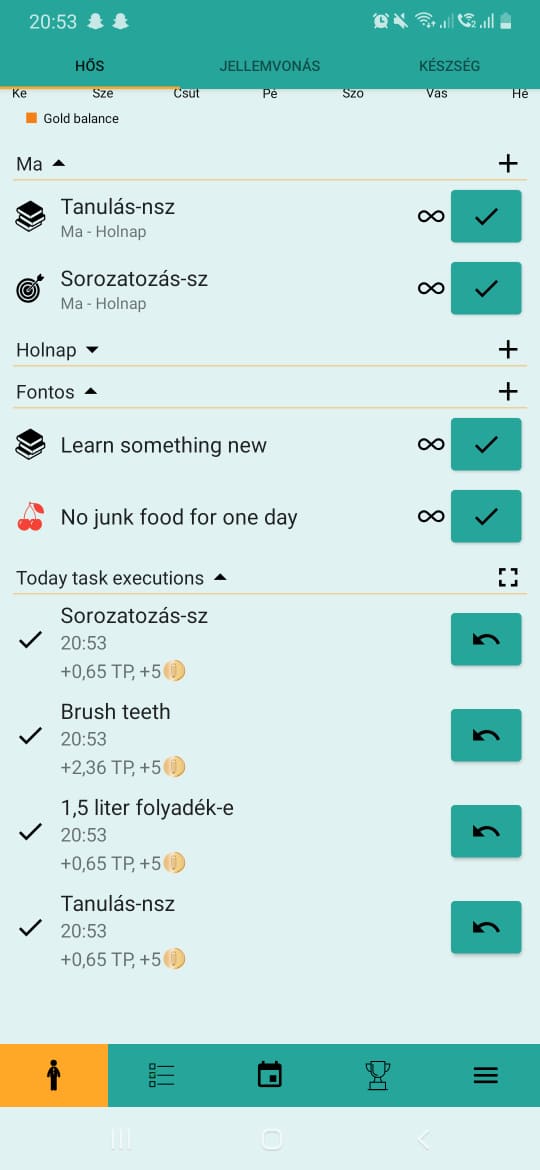 20:53
HŐS JELLEMVONÁS KÉSZSÉG
Ke Sze Csüt Pé Szo Vas Hé
Gold balance
Ma
Tanulás-nsz
Ma - Holnap
Sorozatozás-sz
Ma - Holnap
Holnap
Fontos
Learn something new
No junk food for one day
Today task executions
Sorozatozás-sz
20:53
+0,65 TP, +5
Brush teeth
20:53
+2,36 TP, +5
1,5 liter folyadék-e
20:53
+0,65 TP, +5
Tanulás-nsz
20:53
+0,65 TP, +5